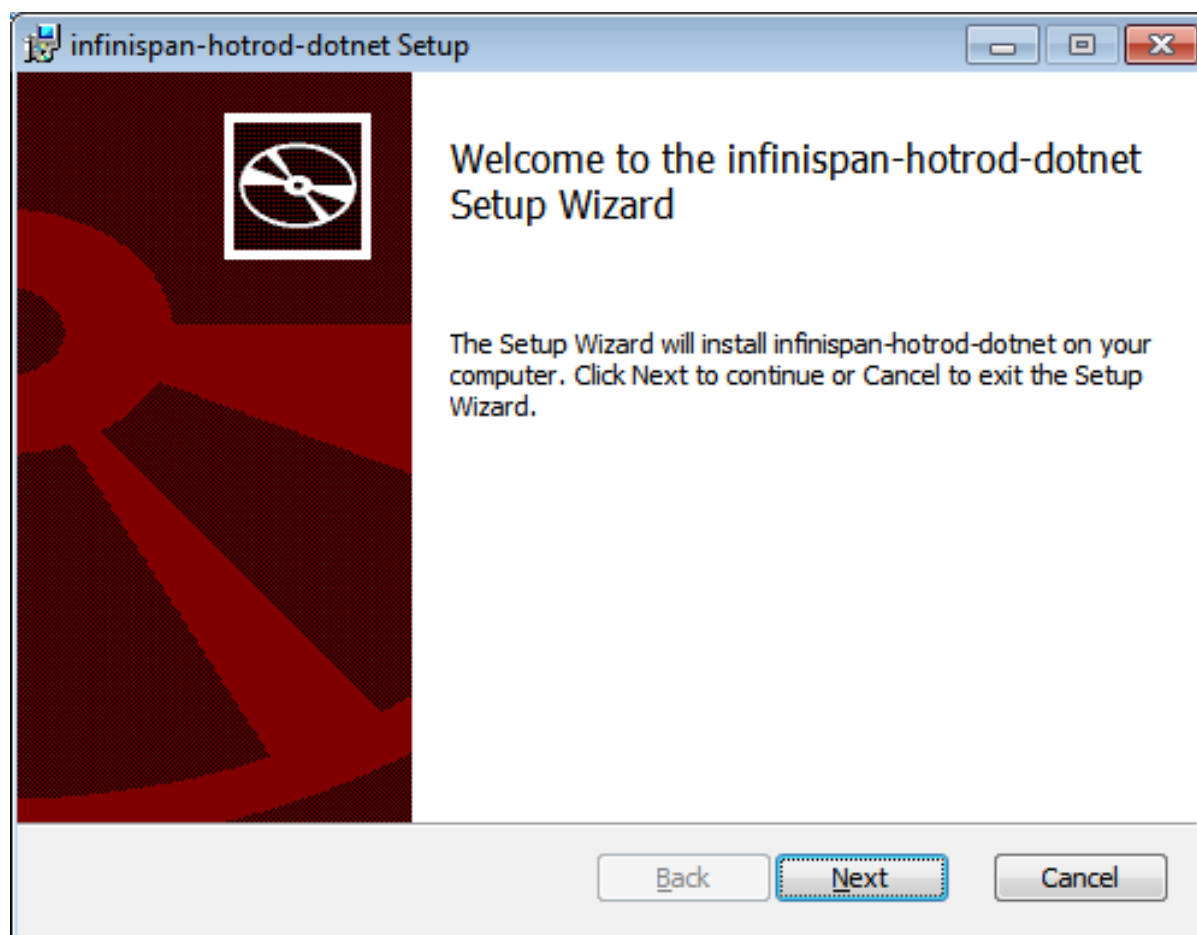 infinispan-hotrod-dotnet Setup
Welcome to the infinispan-hotrod-dotnet
Setup Wizard
The Setup Wizard will install infinispan-hotrod-dotnet on your
computer. Click Next to continue or Cancel to exit the Setup
Wizard.
Back Next Cancel